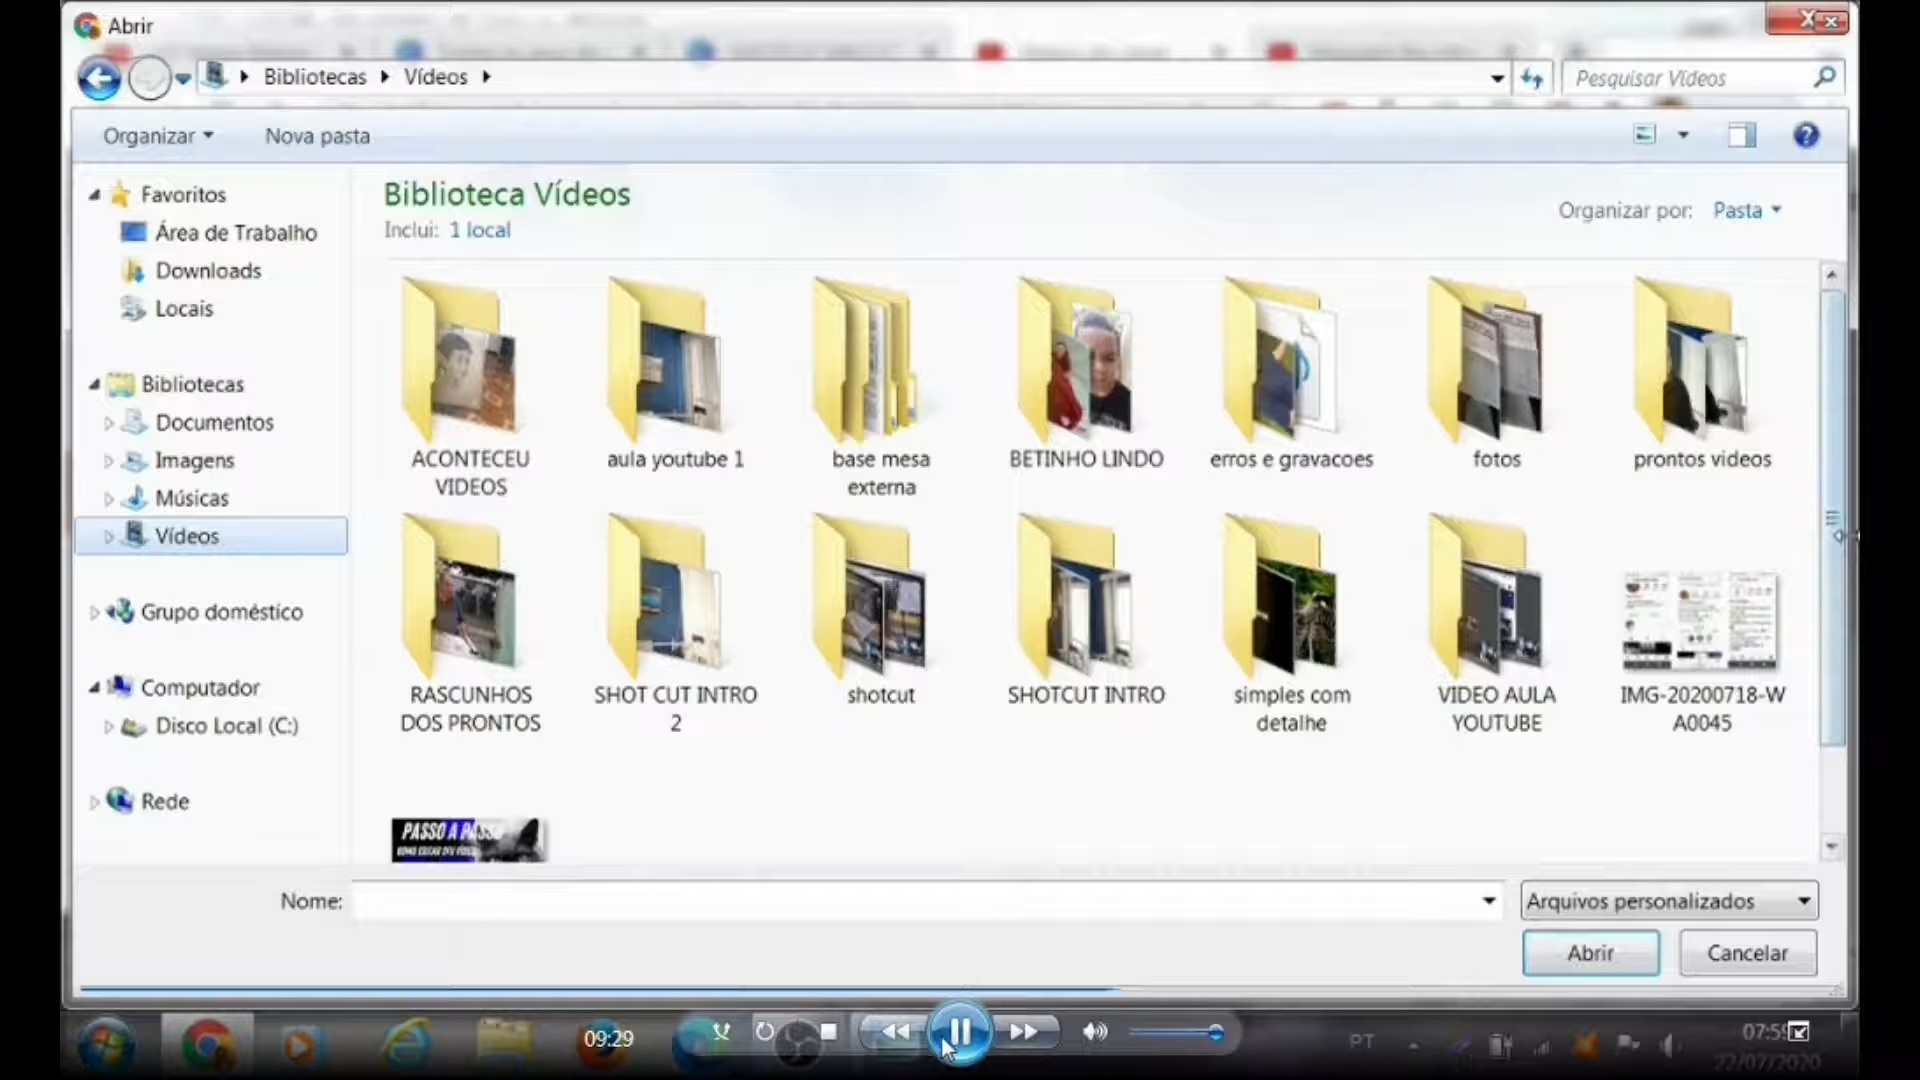 Abrir
Bibliotecas Vídeos
Pesquisar Vídeos
Organizar Nova pasta
Favoritos
Área de Trabalho
Downloads
Locais
Bibliotecas
Documentos
Imagens
Músicas
Vídeos
Grupo doméstico
Computador
Disco Local (C:)
Rede
Biblioteca Vídeos
Inclui: 1 local
Organizar por: Pasta
ACONTECEU
VIDEOS
aula youtube 1
base mesa
externa
BETINHO LINDO
erros e gravacoes
fotos
prontos videos
RASCUNHOS
DOS PRONTOS
SHOT CUT INTRO
2
shotcut
SHOTCUT INTRO
simples com
detalhe
VIDEO AULA
YOUTUBE
IMG-20200718-W
A0045
PASSO A PASSO
Nome:
Arquivos personalizados
Abrir Cancelar
09:29
PT
07:59
22/07/2020